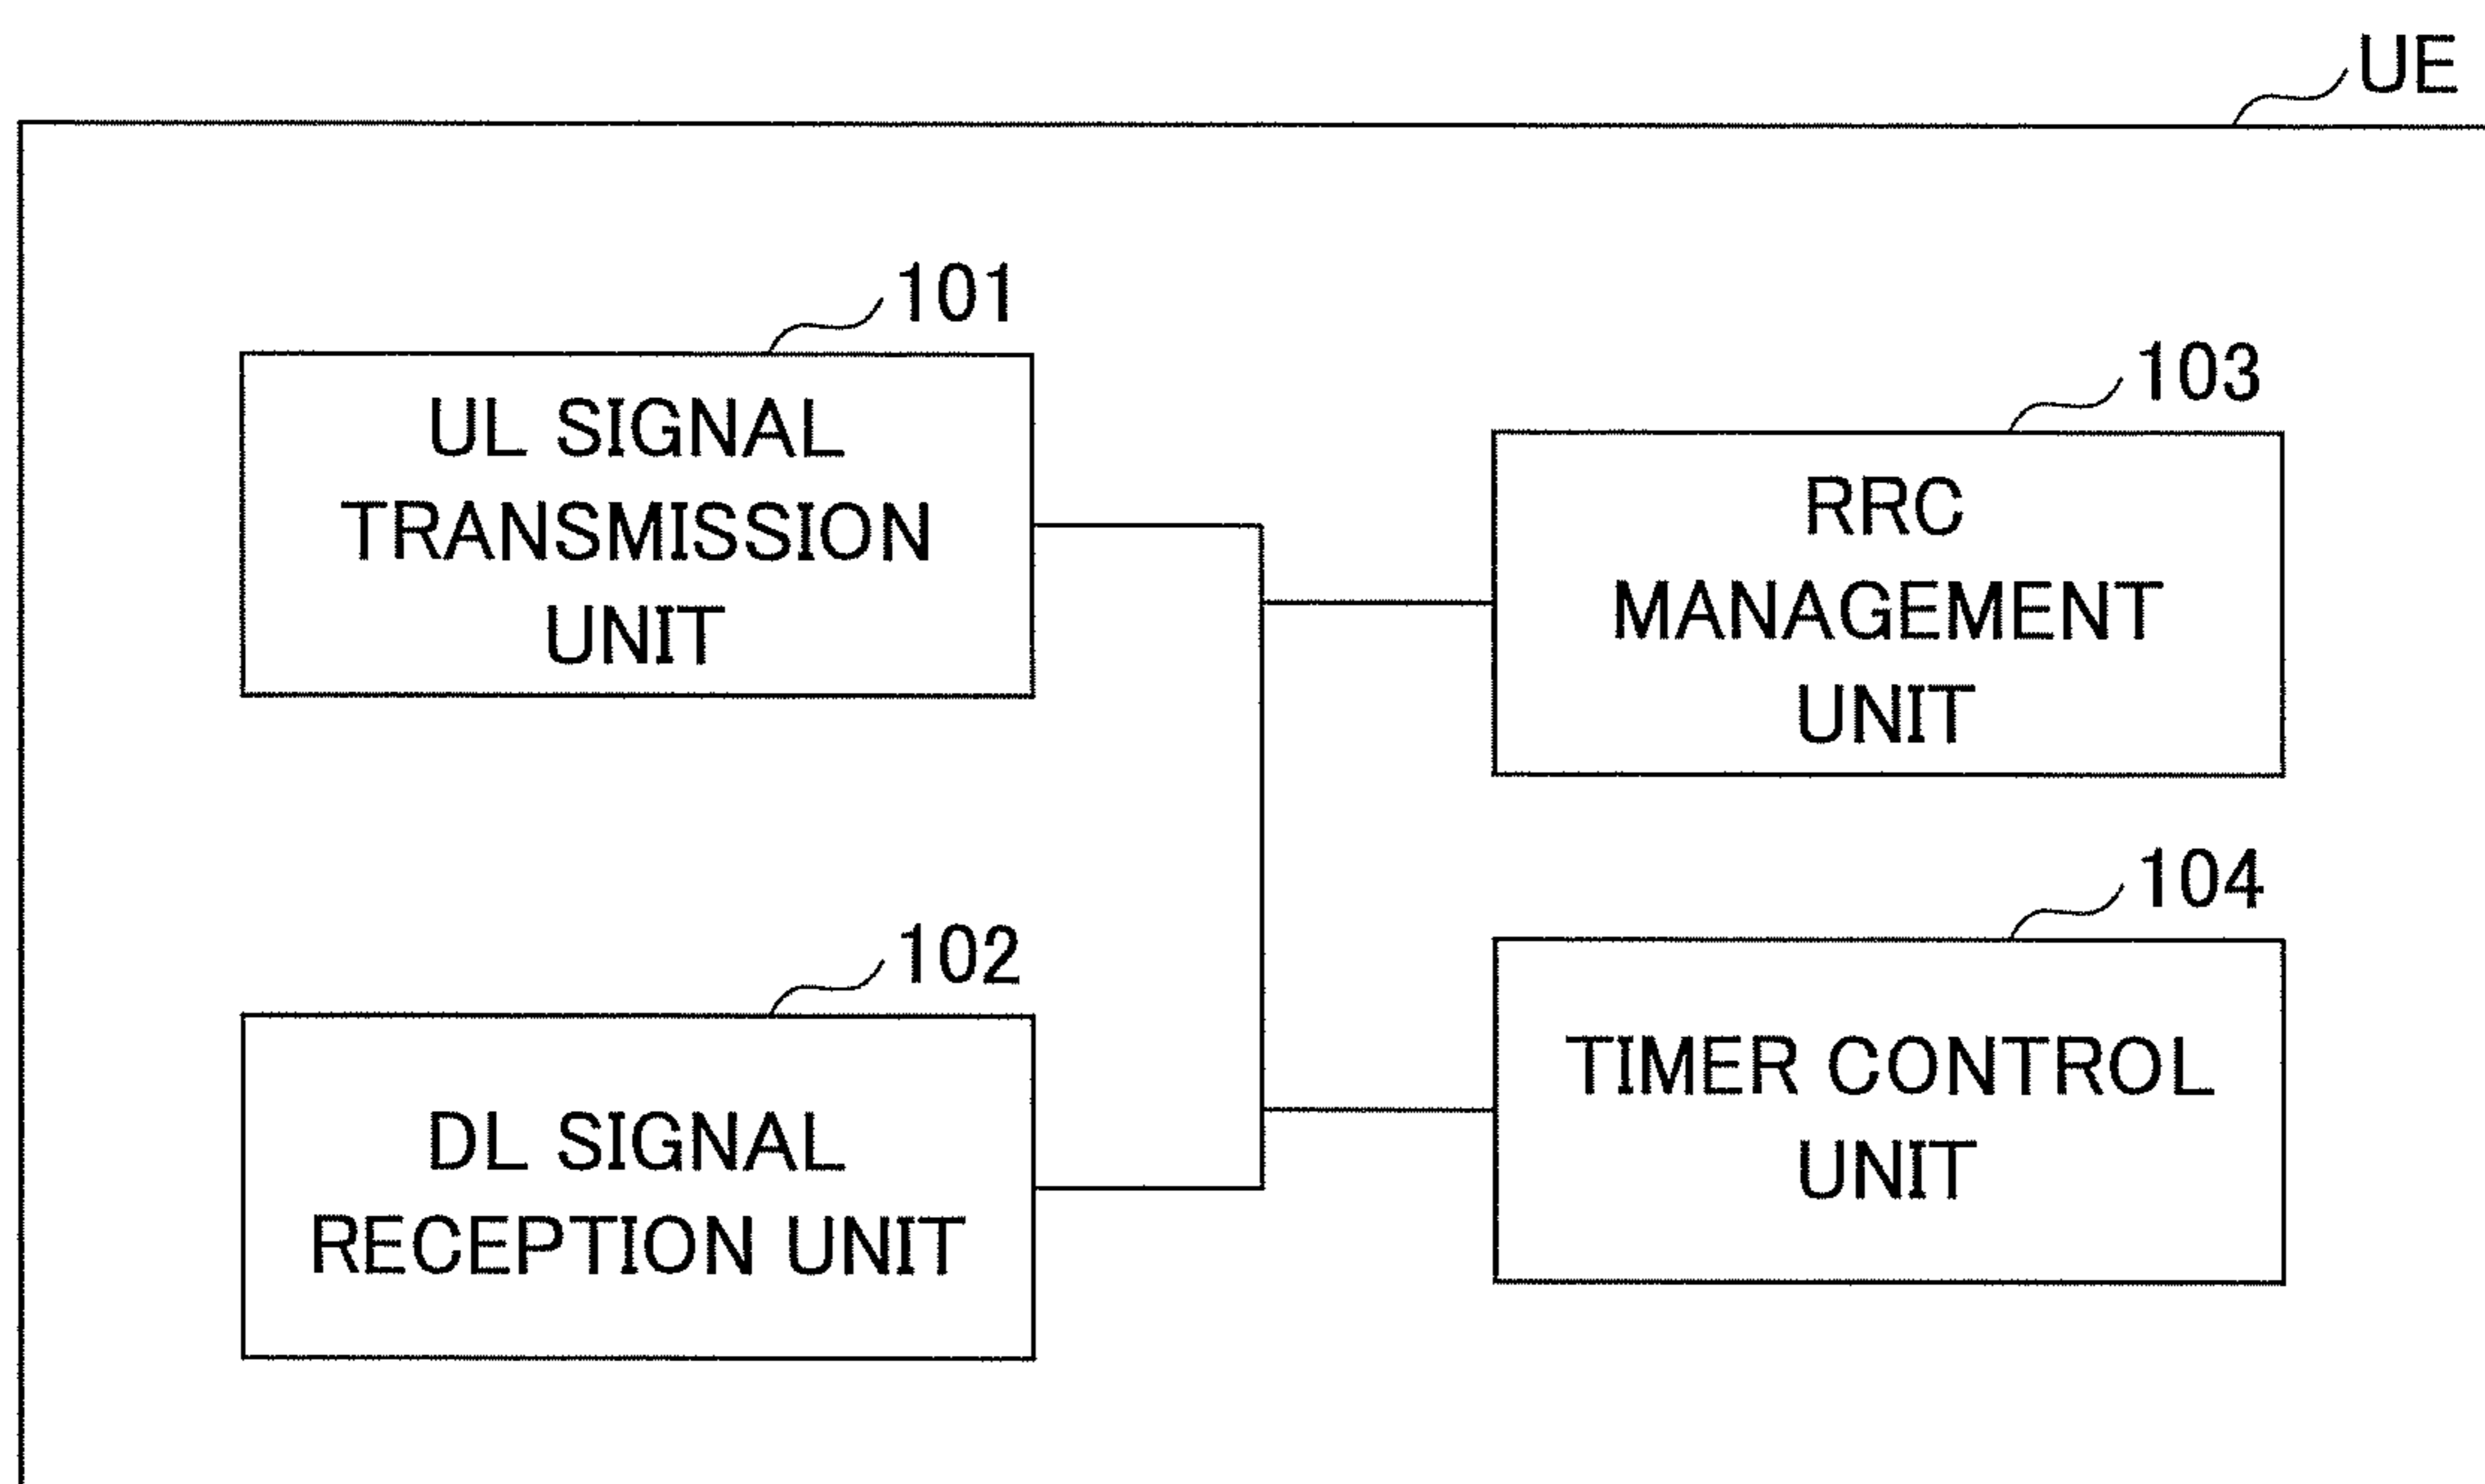 UE
101
UL SIGNAL
TRANSMISSION
UNIT
103
RRC
MANAGEMENT
UNIT
102
DL SIGNAL
RECEPTION UNIT
104
TIMER CONTROL
UNIT